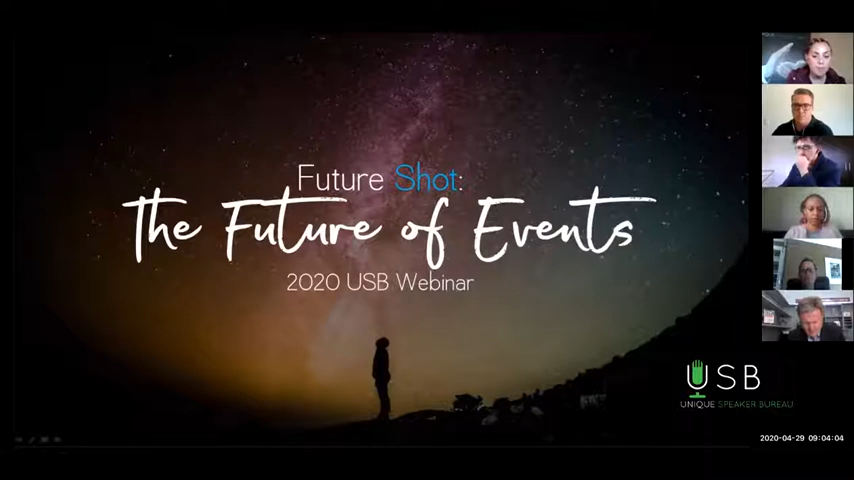 Future Shot:
The Future of Events
2020 USB Webinar
USB
UNIQUE SPEAKER BUREAU
2020-04-29 09:04:04